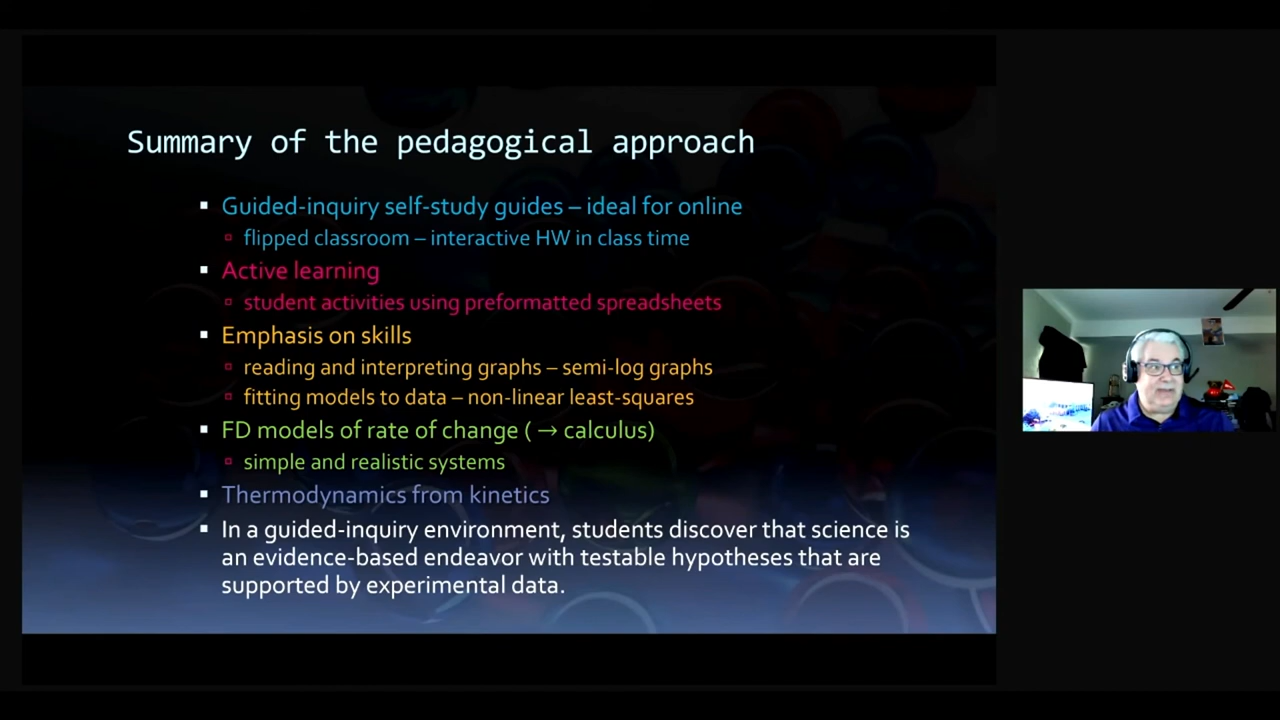 Summary of the pedagogical approach
Guided-inquiry self-study guides – ideal for online
flipped classroom – interactive HW in class time
Active learning
student activities using preformatted spreadsheets
Emphasis on skills
reading and interpreting graphs – semi-log graphs
fitting models to data – non-linear least-squares
FD models of rate of change ( → calculus)
simple and realistic systems
Thermodynamics from kinetics
In a guided-inquiry environment, students discover that science is
an evidence-based endeavor with testable hypotheses that are
supported by experimental data.